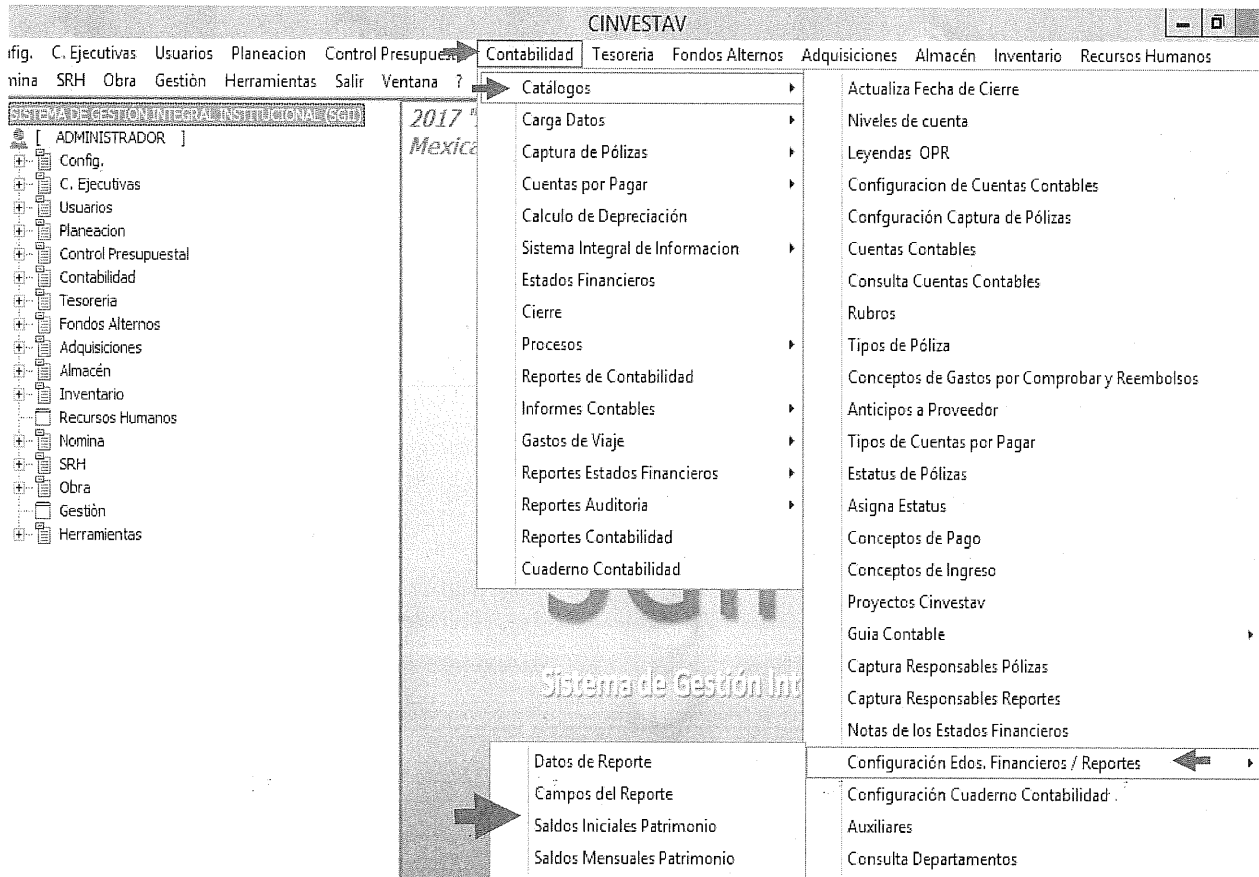 CINVESTAV
nfig. C. Ejecutivas Usuarios Planeacion Control Presupuest Contabilidad Tesoreria Fondos Alternos Adquisiciones Almacén Inventario Recursos Humanos
mina SRH Obra Gestión Herramientas Salir Ventana ?
SISTEMA DE GESTION INTEGRAL INSTITUCIONAL (SGII)
[ ADMINISTRADOR ]
Config.
C. Ejecutivas
Usuarios
Planeacion
Control Presupuestal
Contabilidad
Tesoreria
Fondos Alternos
Adquisiciones
Almacén
Inventario
Recursos Humanos
Nomina
SRH
Obra
Gestión
Herramientas
2017 "
Mexica
Catálogos
Carga Datos
Captura de Pólizas
Cuentas por Pagar
Calculo de Depreciación
Sistema Integral de Informacion
Estados Financieros
Cierre
Procesos
Reportes de Contabilidad
Informes Contables
Gastos de Viaje
Reportes Estados Financieros
Reportes Auditoria
Reportes Contabilidad
Cuaderno Contabilidad
Sistema de Gestión Int
Actualiza Fecha de Cierre
Niveles de cuenta
Leyendas OPR
Configuracion de Cuentas Contables
Confguración Captura de Pólizas
Cuentas Contables
Consulta Cuentas Contables
Rubros
Tipos de Póliza
Conceptos de Gastos por Comprobar y Reembolsos
Anticipos a Proveedor
Tipos de Cuentas por Pagar
Estatus de Pólizas
Asigna Estatus
Conceptos de Pago
Conceptos de Ingreso
Proyectos Cinvestav
Guia Contable
Captura Responsables Pólizas
Captura Responsables Reportes
Notas de los Estados Financieros
Configuración Edos. Financieros / Reportes
Configuración Cuaderno Contabilidad
Auxiliares
Consulta Departamentos
Datos de Reporte
Campos del Reporte
Saldos Iniciales Patrimonio
Saldos Mensuales Patrimonio